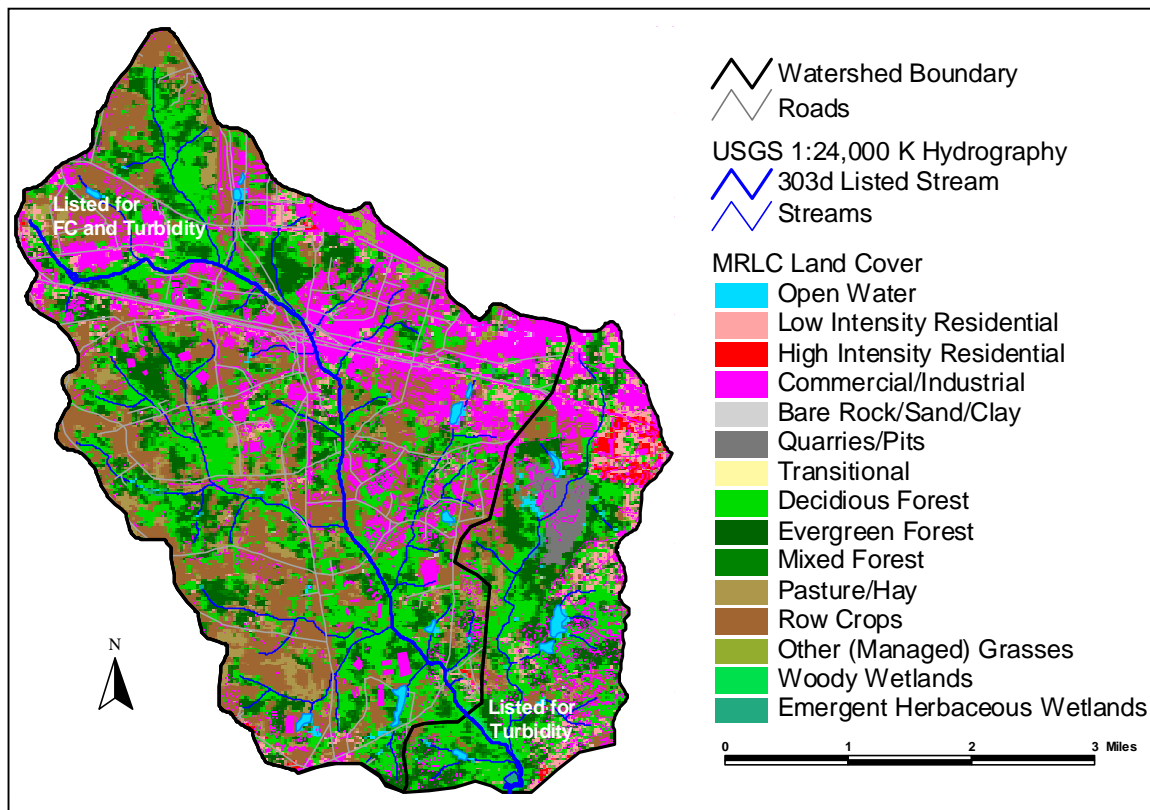 Listed for
FC and Turbidity
Listed for
Turbidity
N
Watershed Boundary
Roads
USGS 1:24,000 K Hydrography
303d Listed Stream
Streams
MRLC Land Cover
Open Water
Low Intensity Residential
High Intensity Residential
Commercial/Industrial
Bare Rock/Sand/Clay
Quarries/Pits
Transitional
Decidious Forest
Evergreen Forest
Mixed Forest
Pasture/Hay
Row Crops
Other (Managed) Grasses
Woody Wetlands
Emergent Herbaceous Wetlands
0 1 2 3 Miles